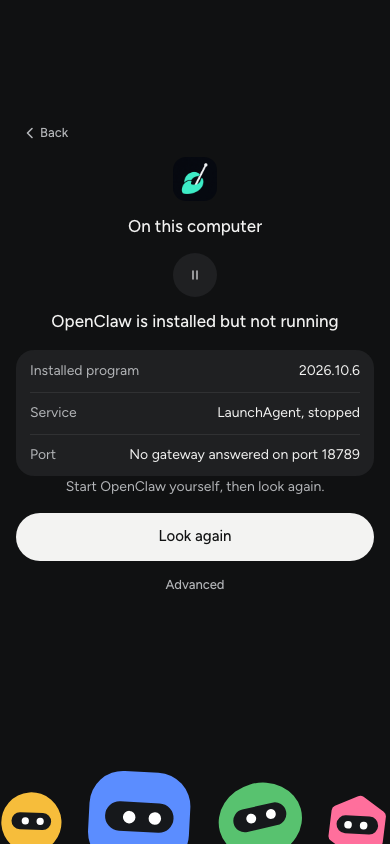 Back
On this computer
OpenClaw is installed but not running
Installed program 2026.10.6
Service LaunchAgent, stopped
Port No gateway answered on port 18789
Start OpenClaw yourself, then look again.
Look again
Advanced